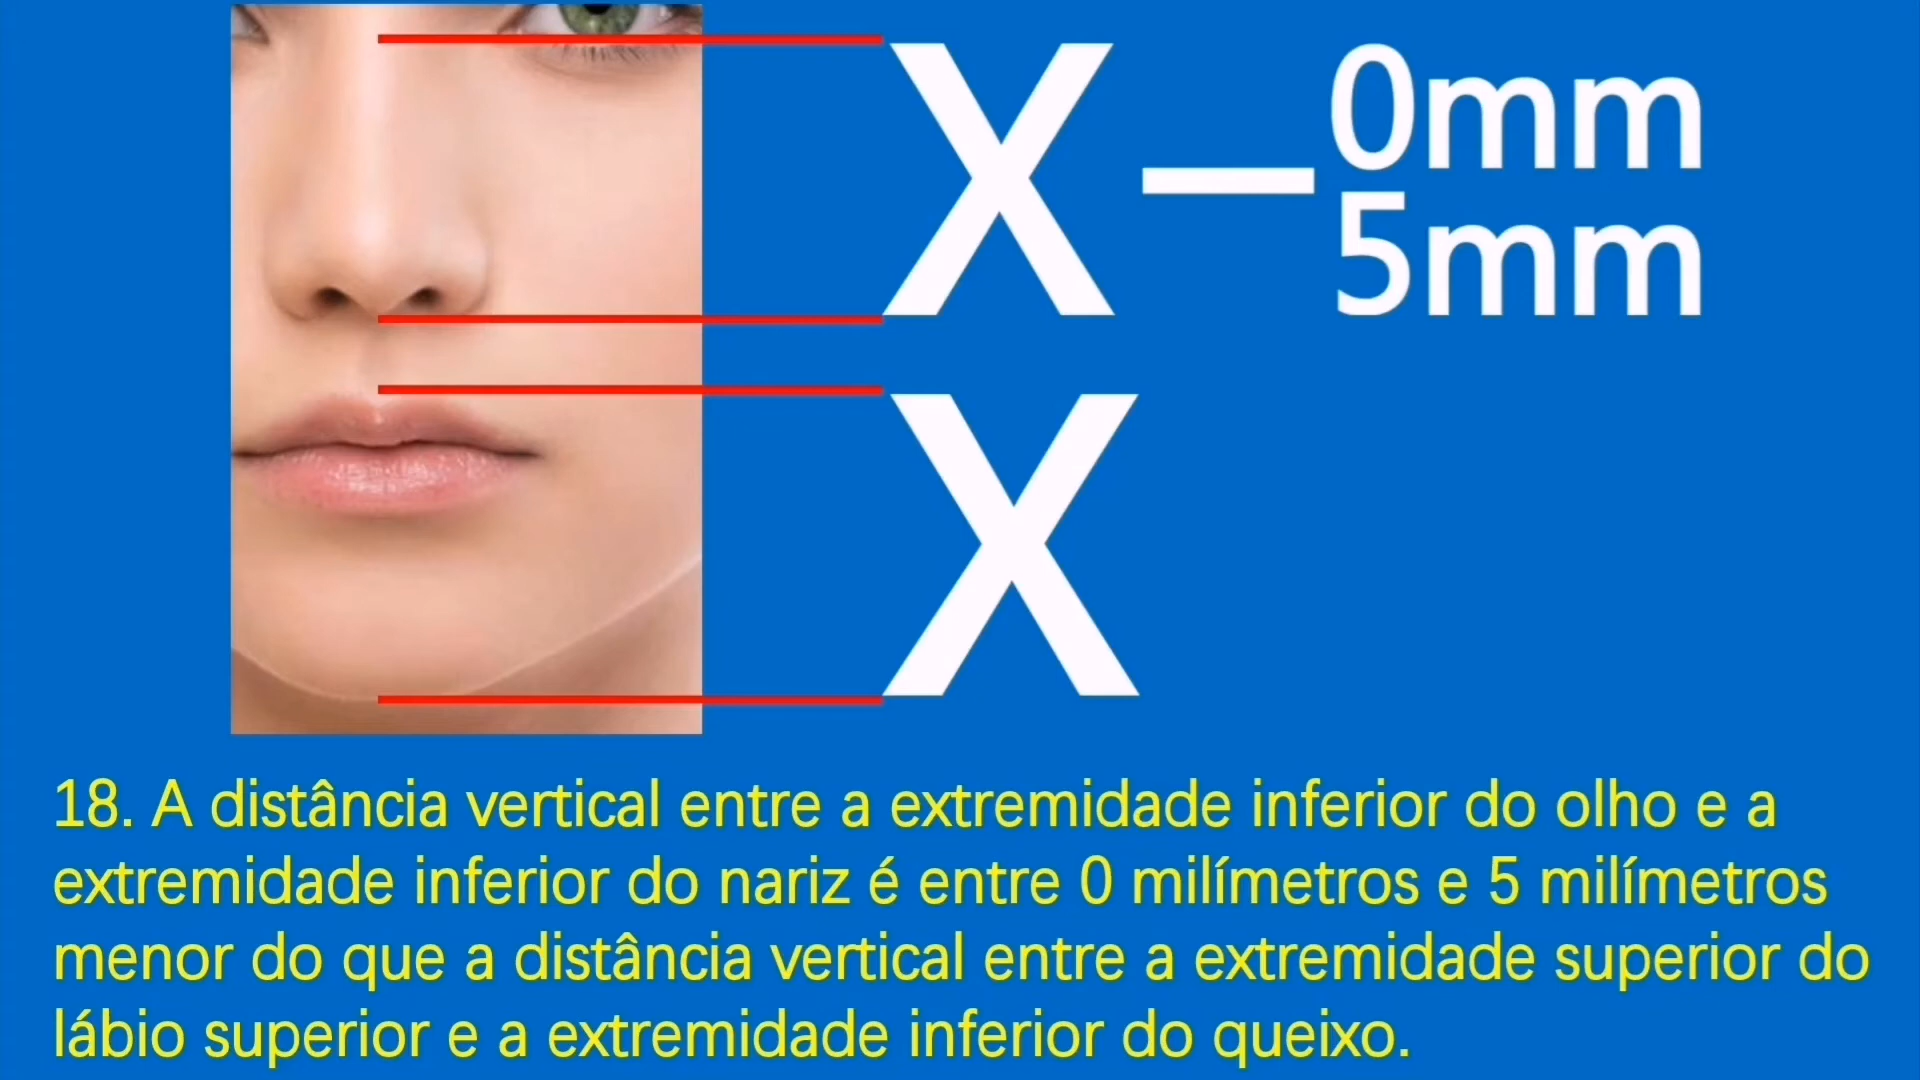 X — 0mm
5mm
X
18. A distância vertical entre a extremidade inferior do olho e a
extremidade inferior do nariz é entre 0 milímetros e 5 milímetros
menor do que a distância vertical entre a extremidade superior do
lábio superior e a extremidade inferior do queixo.